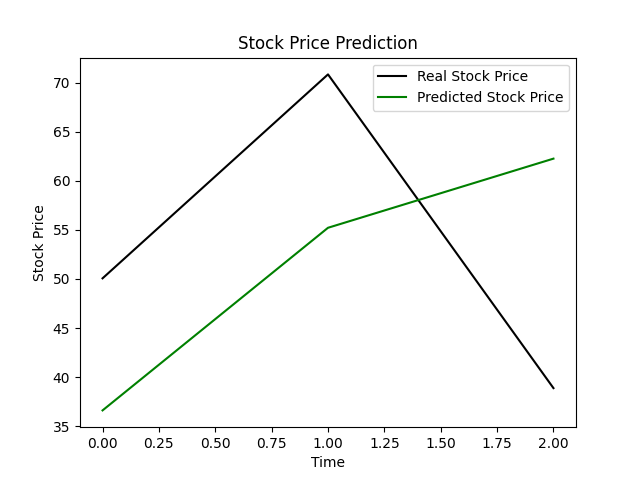 Stock Price Prediction
Real Stock Price
Predicted Stock Price
Stock Price
70
65
60
55
50
45
40
35
0.00 0.25 0.50 0.75 1.00 1.25 1.50 1.75 2.00
Time